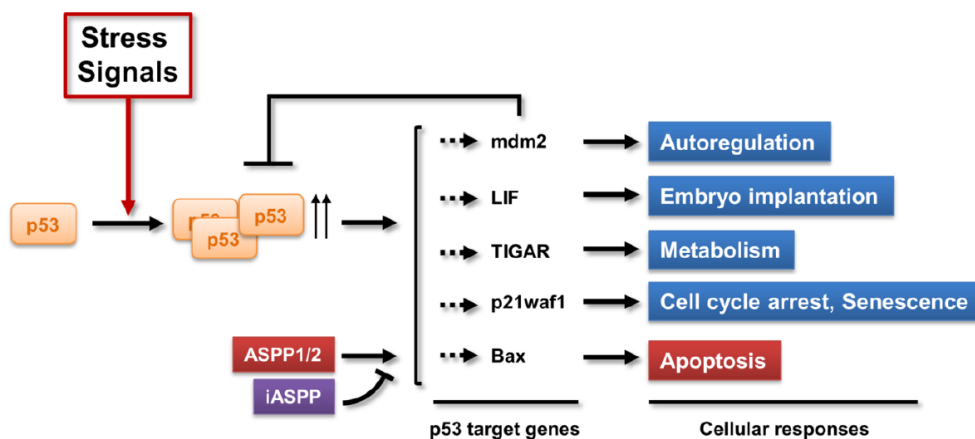 Stress
Signals
mdm2
Autoregulation
LIF
Embryo implantation
p53
p53
p53
p53
TIGAR
Metabolism
p21waf1
Cell cycle arrest, Senescence
ASPP1/2
Bax
Apoptosis
iASPP
p53 target genes
Cellular responses